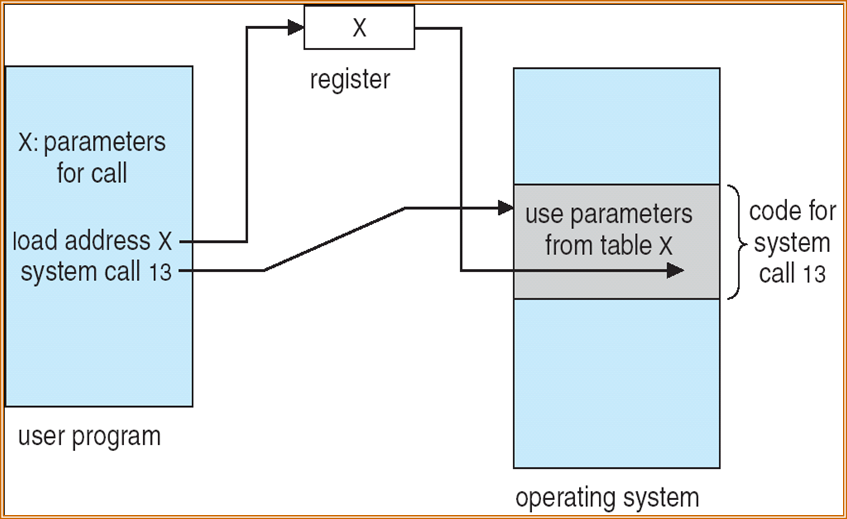 X
register
X: parameters
for call
load address X
system call 13
user program
use parameters
from table X
code for
system
call 13
operating system